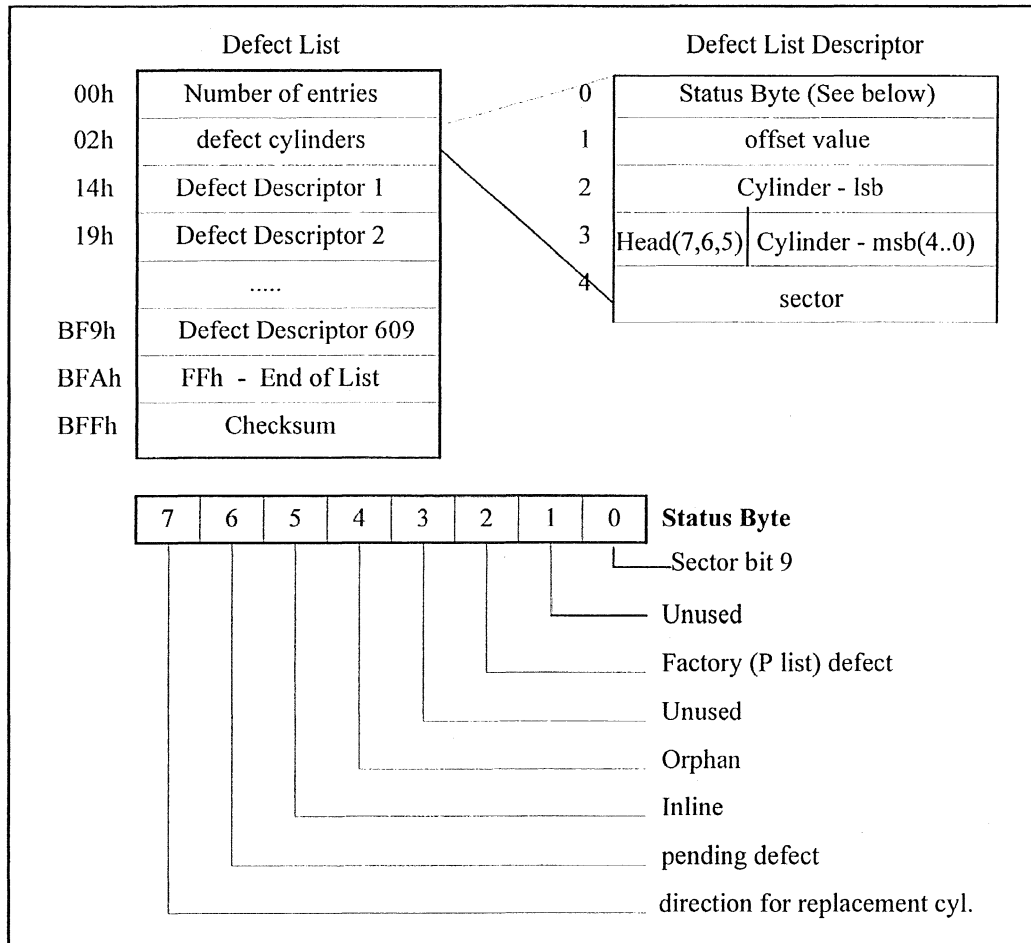 Defect List
00h Number of entries
02h defect cylinders
14h Defect Descriptor 1
19h Defect Descriptor 2
.....
BF9h Defect Descriptor 609
BFAh FFh - End of List
BFFh Checksum
Defect List Descriptor
0 Status Byte (See below)
1 offset value
2 Cylinder - lsb
3 Head(7,6,5) Cylinder - msb(4..0)
4 sector
7 6 5 4 3 2 1 0 Status Byte
Sector bit 9
Unused
Factory (P list) defect
Unused
Orphan
Inline
pending defect
direction for replacement cyl.